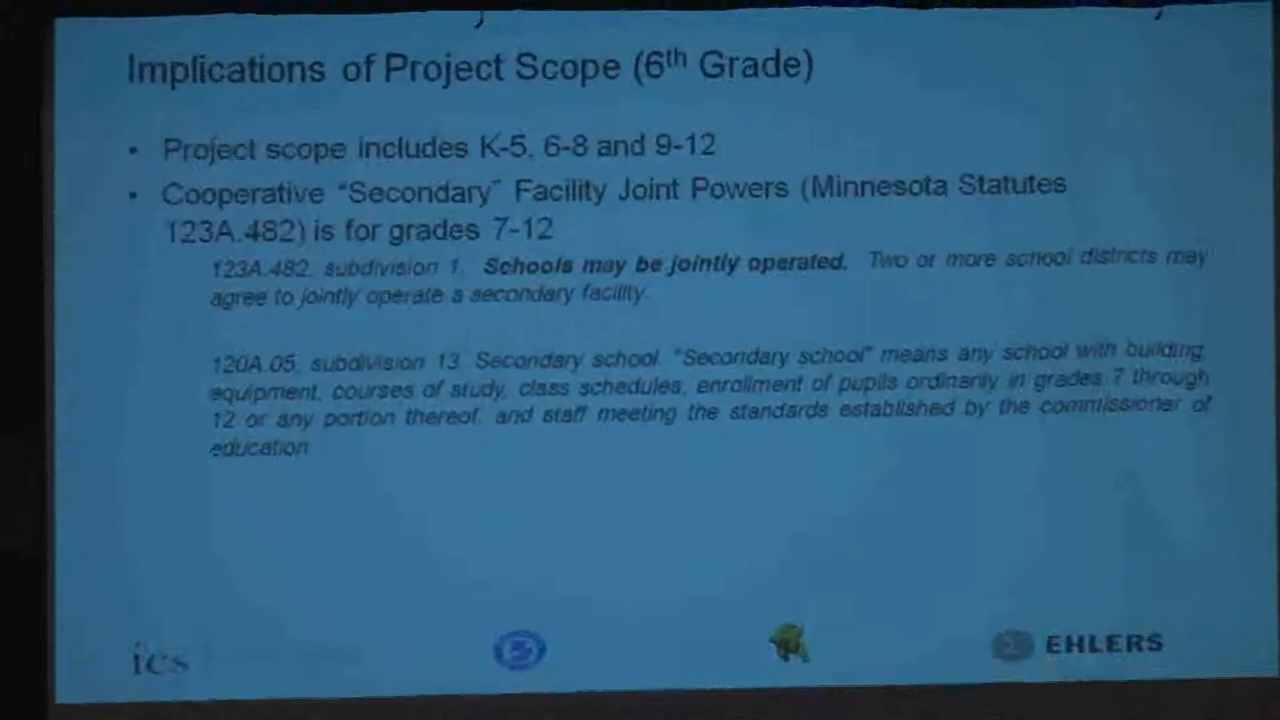 Implications of Project Scope (6th Grade)
• Project scope includes K-5, 6-8 and 9-12
• Cooperative “Secondary” Facility Joint Powers (Minnesota Statutes
123A.482) is for grades 7-12
123A.482, subdivision 1. Schools may be jointly operated. Two or more school districts may
agree to jointly operate a secondary facility.
120A.05, subdivision 13. Secondary school. "Secondary school" means any school with building,
equipment, courses of study, class schedules, enrollment of pupils ordinarily in grades 7 through
12 or any portion thereof, and staff meeting the standards established by the commissioner of
education.
ics
EHLERS